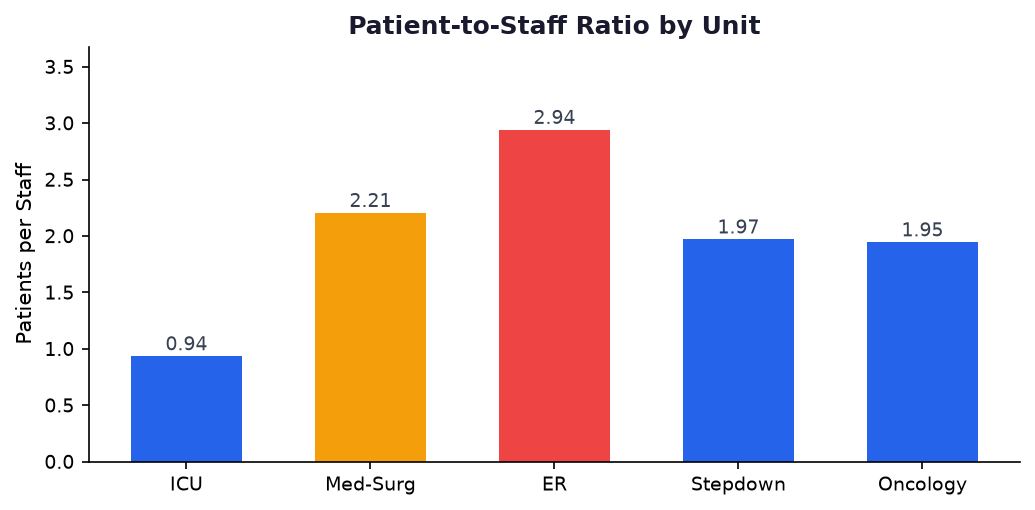 Patient-to-Staff Ratio by Unit
Patients per Staff
3.5
3.0
2.5
2.0
1.5
1.0
0.5
0.0
0.94
2.21
2.94
1.97
1.95
ICU
Med-Surg
ER
Stepdown
Oncology